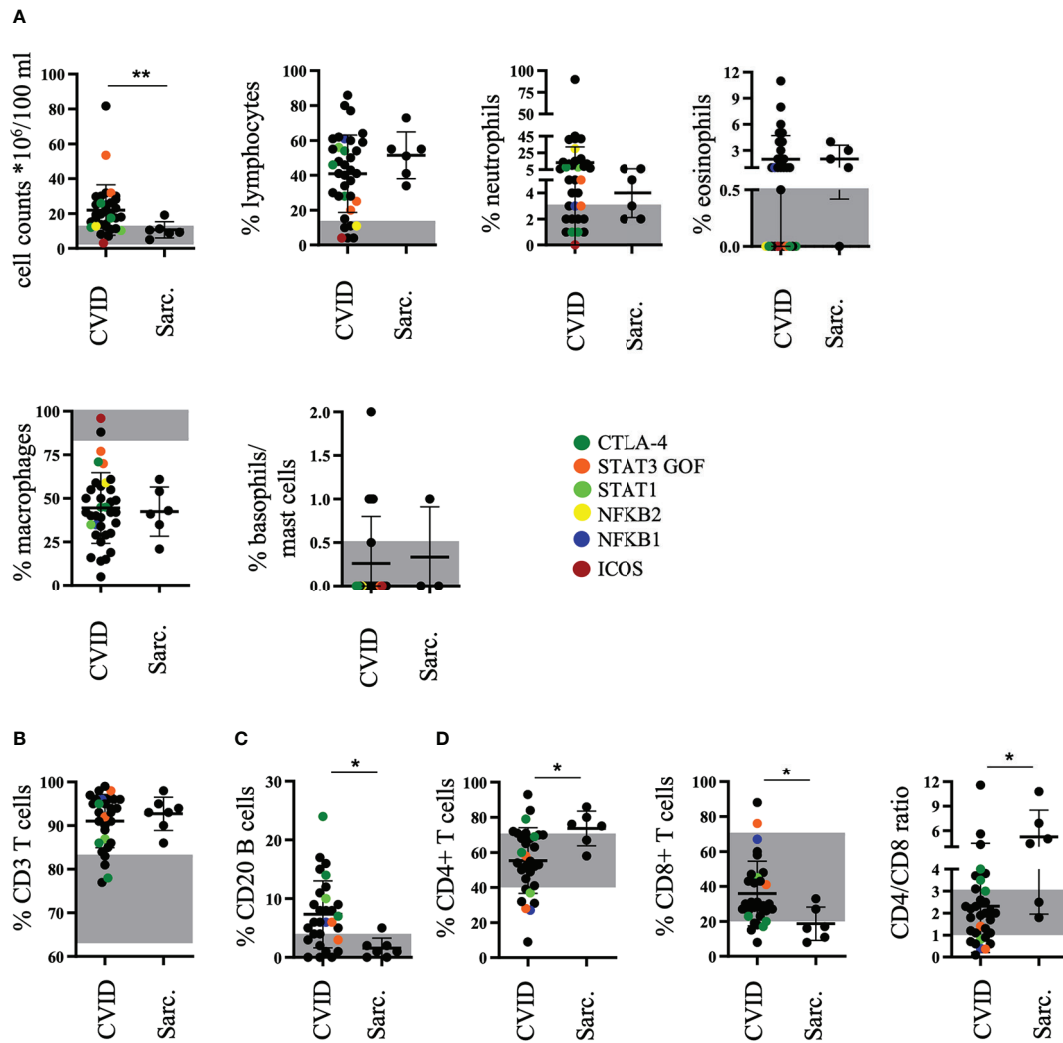 A
cell counts *10⁶/100 ml
100
80
60
40
20
0
**
CVID
Sarc.
% lymphocytes
100
80
60
40
20
0
CVID
Sarc.
% neutrophils
100
75
50
45
25
5
6
4
2
0
CVID
Sarc.
% eosinophils
12
9
6
3
0.5
0.0
CVID
Sarc.
% macrophages
100
75
50
25
0
CVID
Sarc.
% basophils/
mast cells
2.0
1.5
1.0
0.5
0.0
CVID
Sarc.
CTLA-4
STAT3 GOF
STAT1
NFKB2
NFKB1
ICOS
B
% CD3 T cells
100
90
80
70
60
CVID
Sarc.
C
% CD20 B cells
30
20
10
0
*
CVID
Sarc.
D
% CD4+ T cells
100
80
60
40
20
0
*
CVID
Sarc.
% CD8+ T cells
100
80
60
40
20
0
*
CVID
Sarc.
CD4/CD8 ratio
12
9
6
4
3
2
1
0
*
CVID
Sarc.